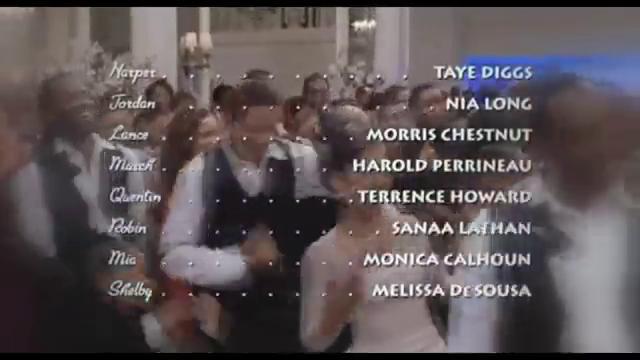 Harper . . . . . . . . . . . TAYE DIGGS
Jordan . . . . . . . . . . . NIA LONG
Lance . . . . . . . . . MORRIS CHESTNUT
Murch . . . . . . . . HAROLD PERRINEAU
Quentin . . . . . . . . TERRENCE HOWARD
Robin . . . . . . . . . . SANAA LATHAN
Mia . . . . . . . . . MONICA CALHOUN
Shelby . . . . . . . . . MELISSA DE SOUSA